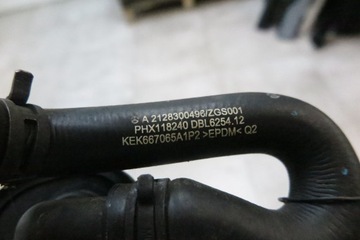 A 2128300496/ZGS001
PHX118240 DBL6254.12
KEK667065A1P2 >EPDM< Q2